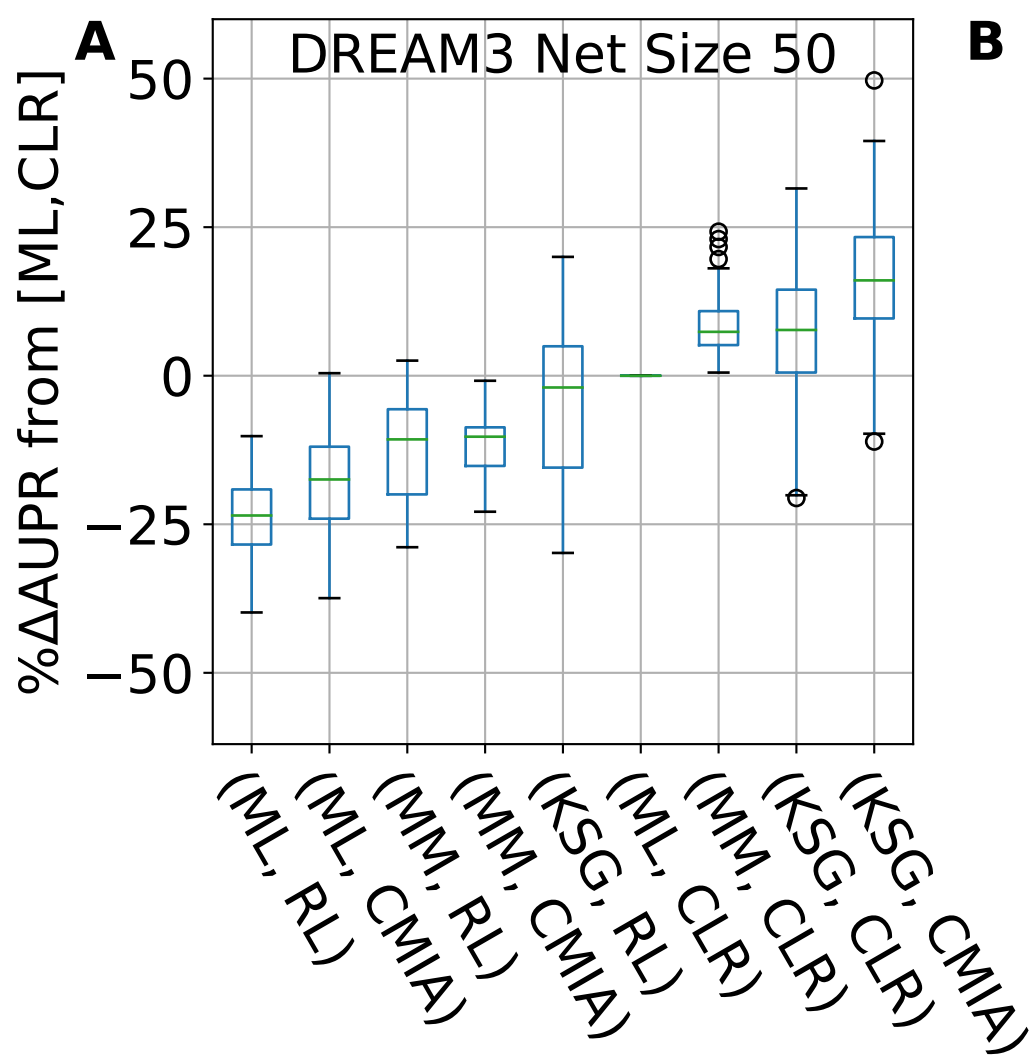 A
B
DREAM3 Net Size 50
%ΔAUPR from [ML,CLR]
50
25
0
−25
−50
(ML, RL)
(ML, CMIA)
(MM, RL)
(MM, CMIA)
(KSG, RL)
(ML, CLR)
(MM, CLR)
(KSG, CLR)
(KSG, CMIA)